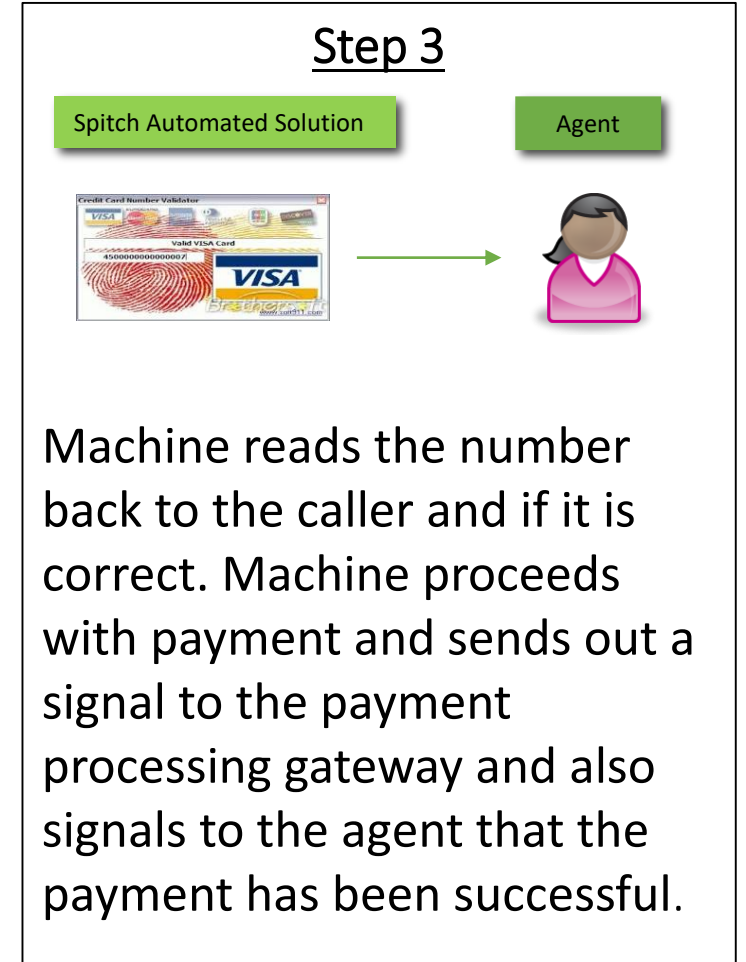 Step 3
Spitch Automated Solution
Agent
Credit Card Number Validator
VISA
DISCOVER
Valid VISA Card
4500000000000007
VISA
Machine reads the number
back to the caller and if it is
correct. Machine proceeds
with payment and sends out a
signal to the payment
processing gateway and also
signals to the agent that the
payment has been successful.